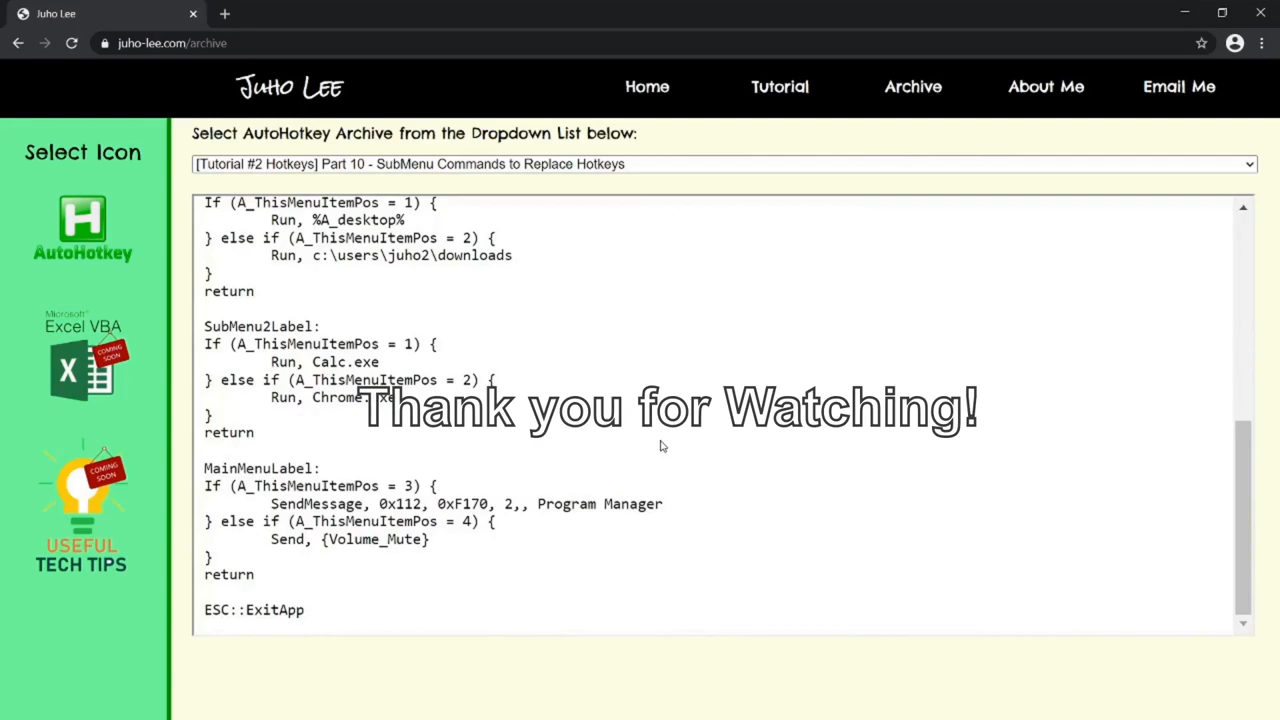 Juho Lee
juho-lee.com/archive
Juho Lee
Home
Tutorial
Archive
About Me
Email Me
Select Icon
H
AutoHotkey
Microsoft
Excel VBA
COMING SOON
X
COMING SOON
USEFUL
TECH TIPS
Select AutoHotkey Archive from the Dropdown List below:
[Tutorial #2 Hotkeys] Part 10 - SubMenu Commands to Replace Hotkeys
If (A_ThisMenuItemPos = 1) {
Run, %A_desktop%
} else if (A_ThisMenuItemPos = 2) {
Run, c:\users\juho2\downloads
}
return
SubMenu2Label:
If (A_ThisMenuItemPos = 1) {
Run, Calc.exe
} else if (A_ThisMenuItemPos = 2) {
Run, Chrome.exe
Thank you for Watching!
}
return
MainMenuLabel:
If (A_ThisMenuItemPos = 3) {
SendMessage, 0x112, 0xF170, 2,, Program Manager
} else if (A_ThisMenuItemPos = 4) {
Send, {Volume_Mute}
}
return
ESC::ExitApp